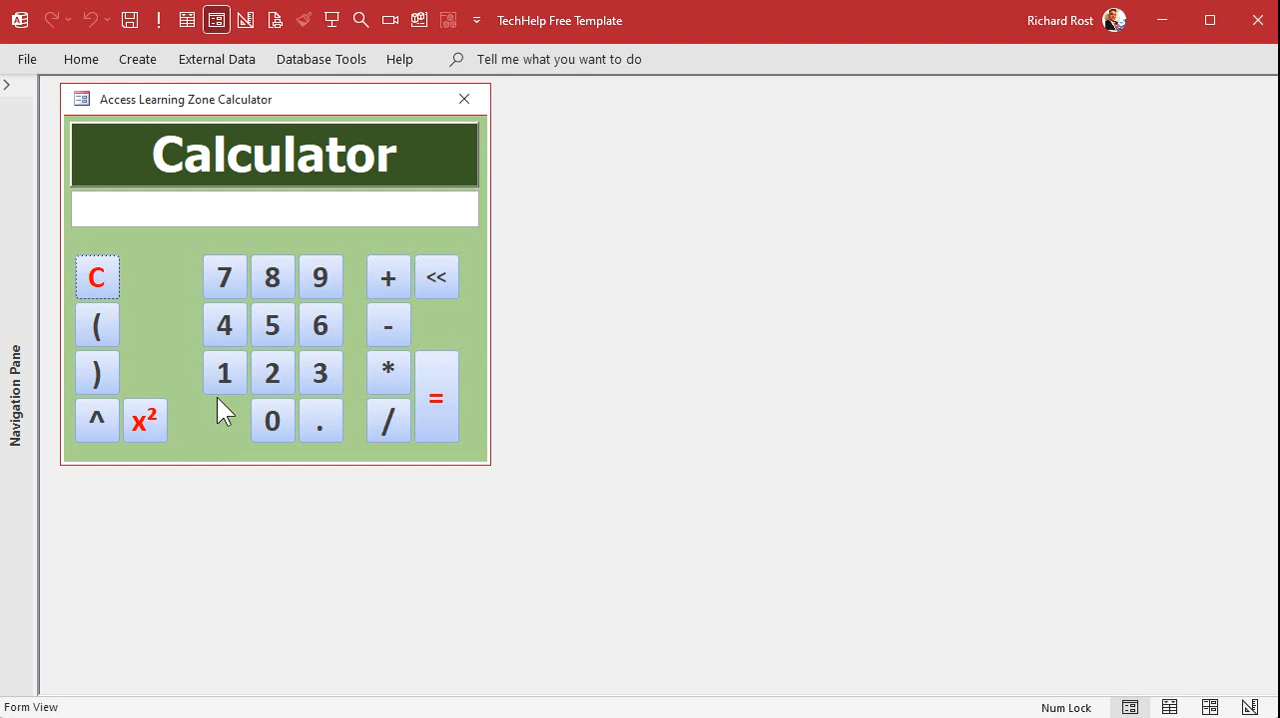 TechHelp Free Template
Richard Rost
File Home Create External Data Database Tools Help Tell me what you want to do
Access Learning Zone Calculator
Calculator
C 7 8 9 + <<
( 4 5 6 -
) 1 2 3 *
^ x² 0 . / =
Navigation Pane
Form View
Num Lock